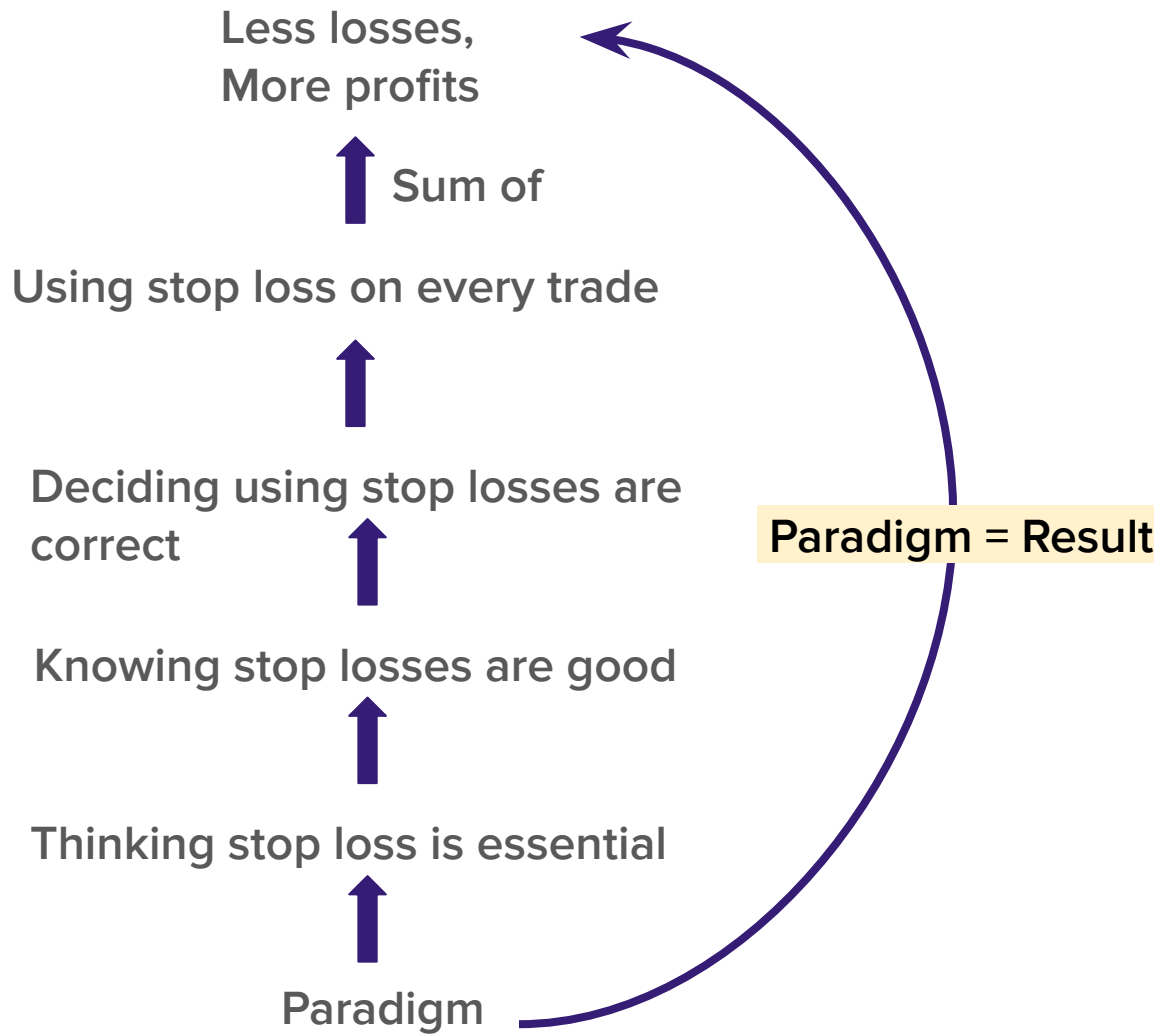 Less losses,
More profits
Sum of
Using stop loss on every trade
Deciding using stop losses are
correct
Paradigm = Result
Knowing stop losses are good
Thinking stop loss is essential
Paradigm